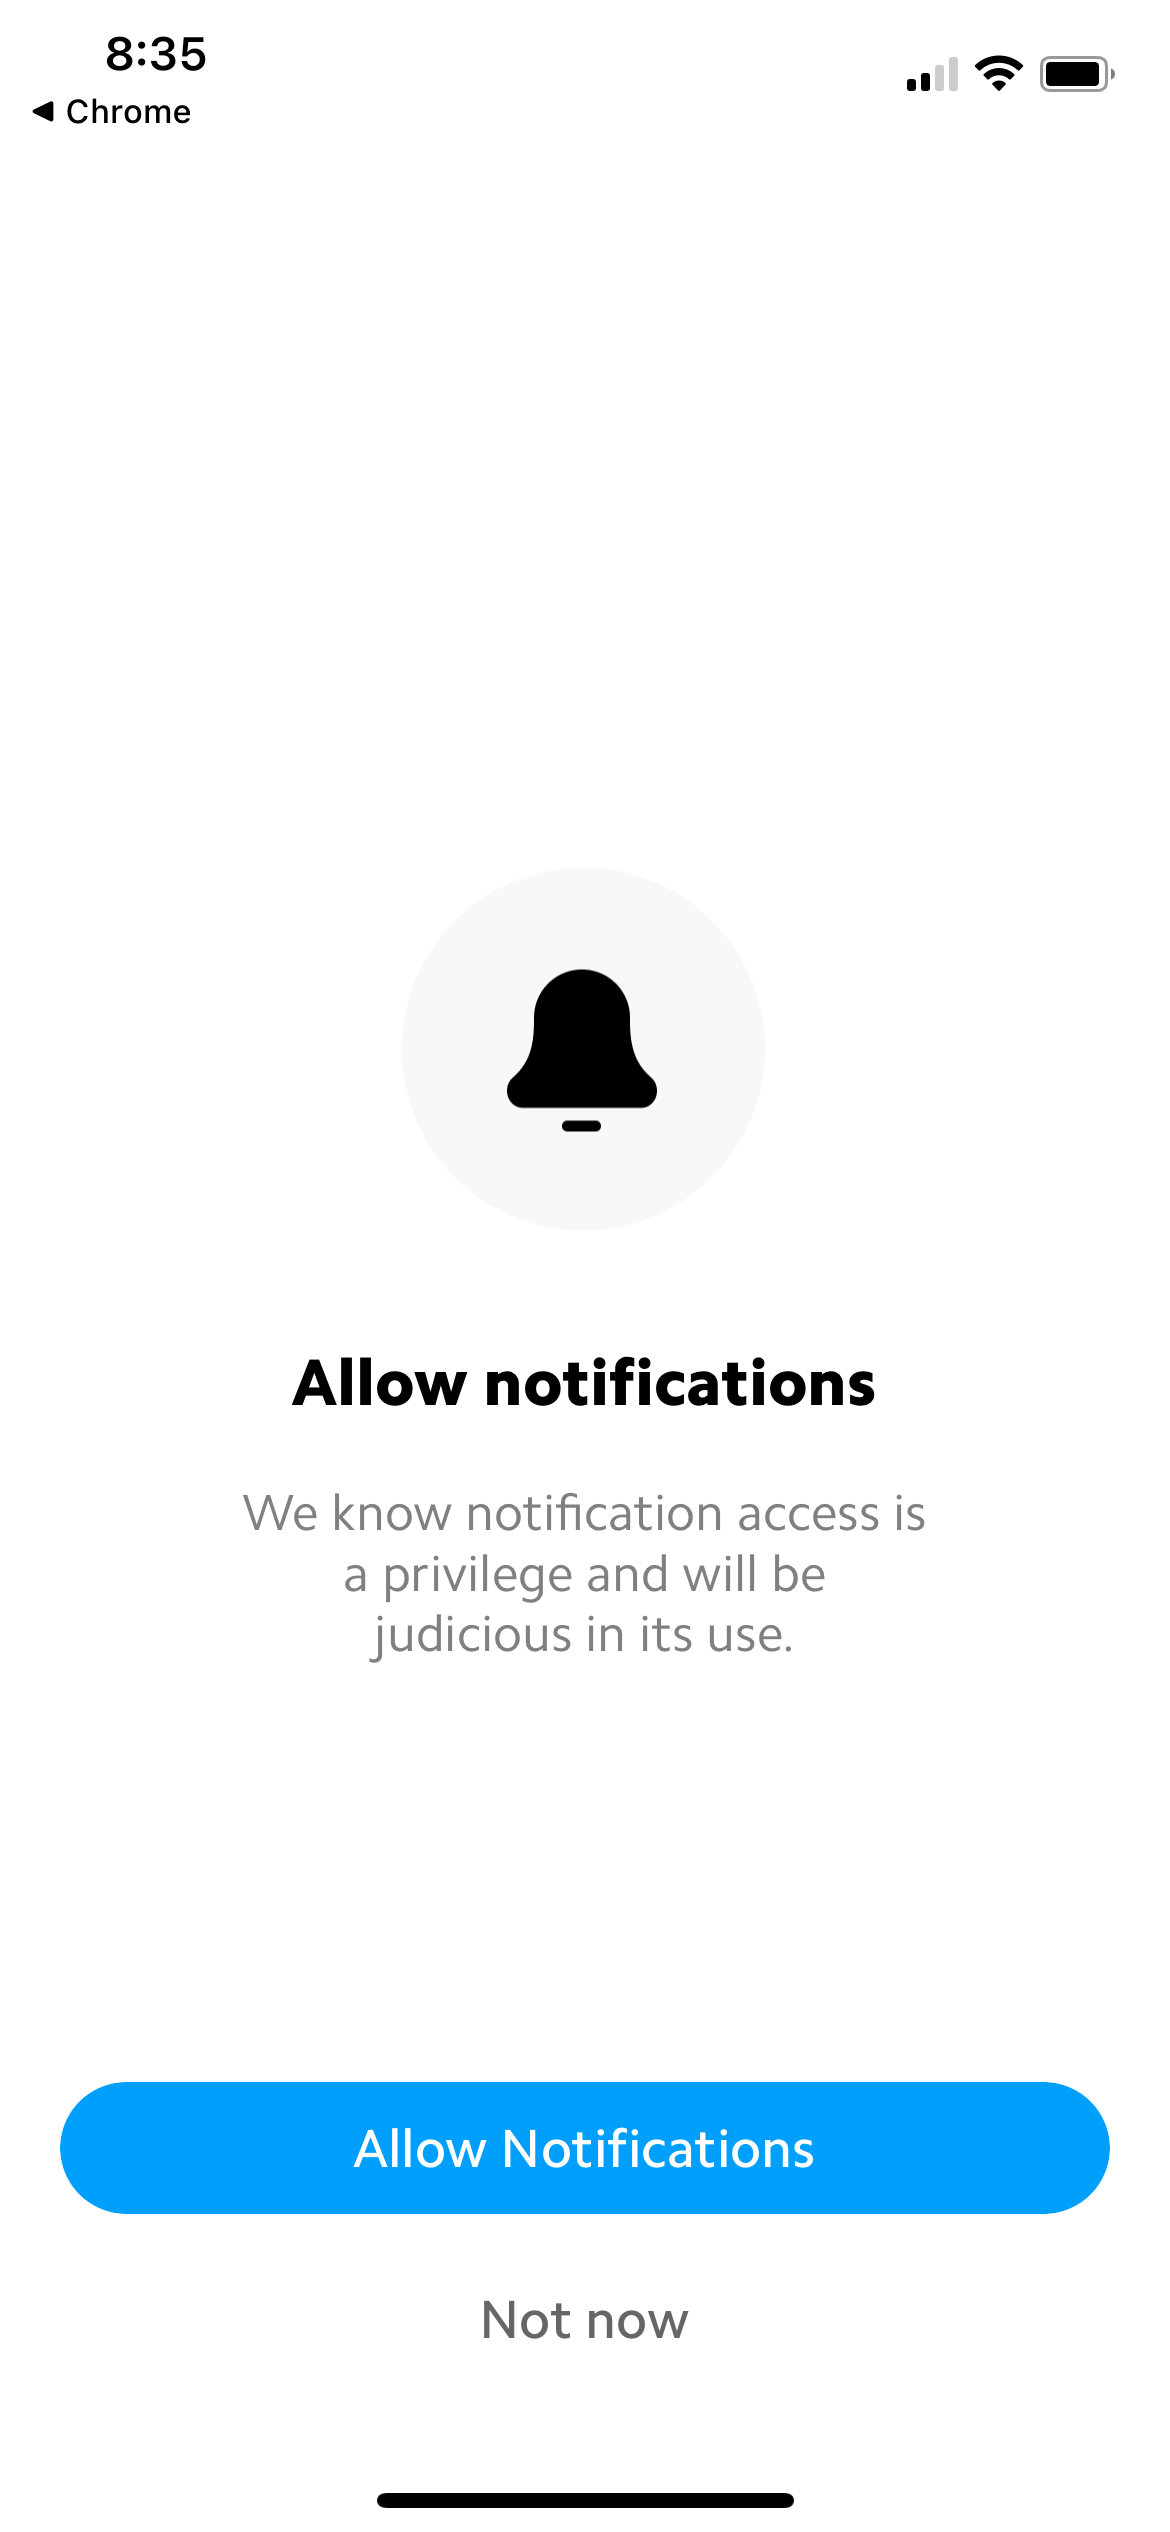 8:35
Chrome
Allow notifications
We know notification access is
a privilege and will be
judicious in its use.
Allow Notifications
Not now